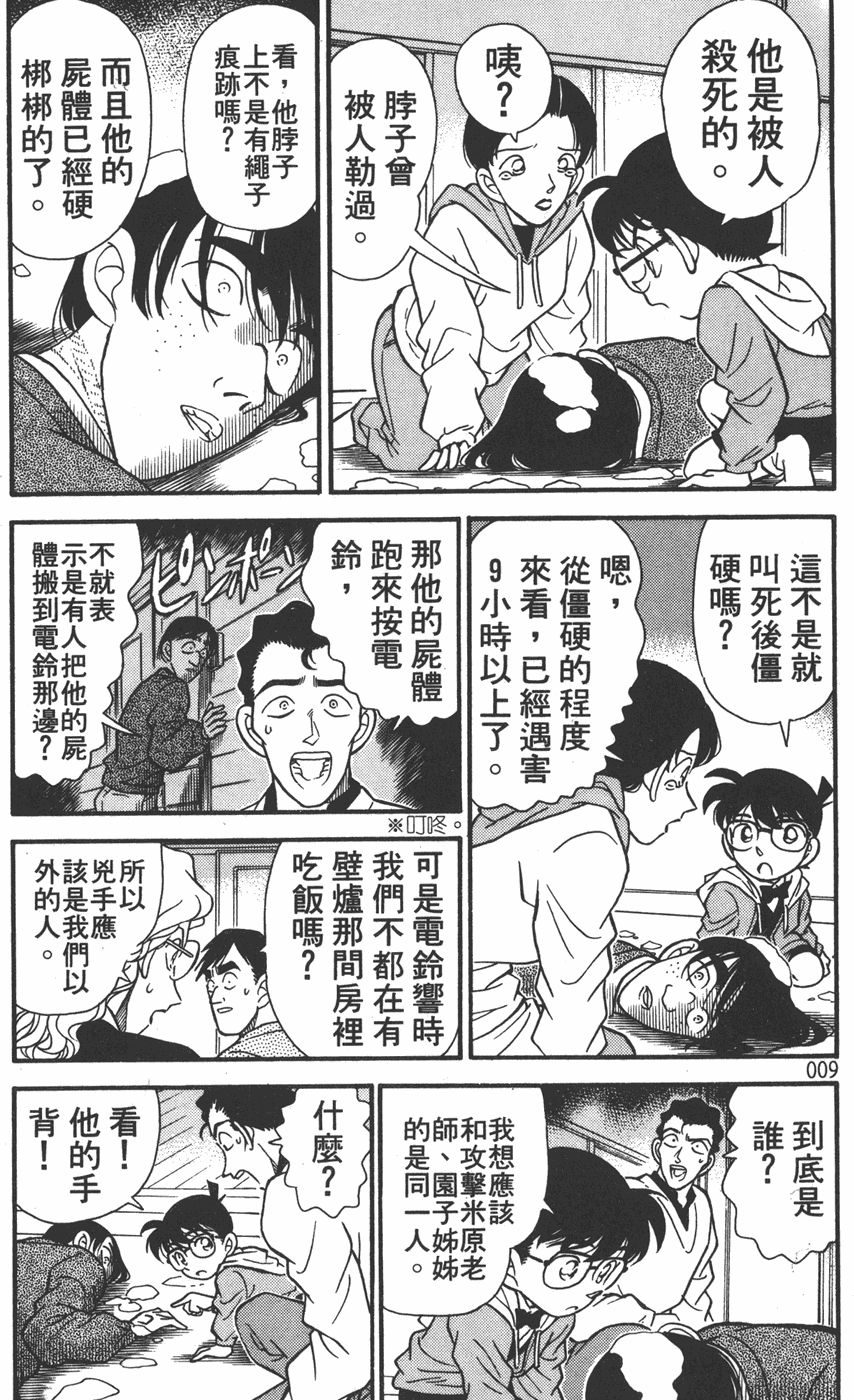 他是被人
殺死的。
咦？
脖子曾
被人勒過。
看，他脖子
上不是有繩子
痕跡嗎？
而且他的
屍體已經硬
梆梆的了。
這不是就
叫死後僵
硬嗎？
嗯，
從僵硬的程度
來看，已經遇害
9小時以上了。
那他的屍體
跑來按電
鈴，
ピンポーン
不就表
示是有人把他的屍
體搬到電鈴那邊？
※叮咚。
可是電鈴響時
我們不都在有
壁爐那間房裡
吃飯嗎？
所以
兇手應
該是我們以
外的人。
009
到底是
誰？
我想應該
和攻擊米原老
師、園子姊姊
的是同一人。
什麼？
看！
他的手
背！